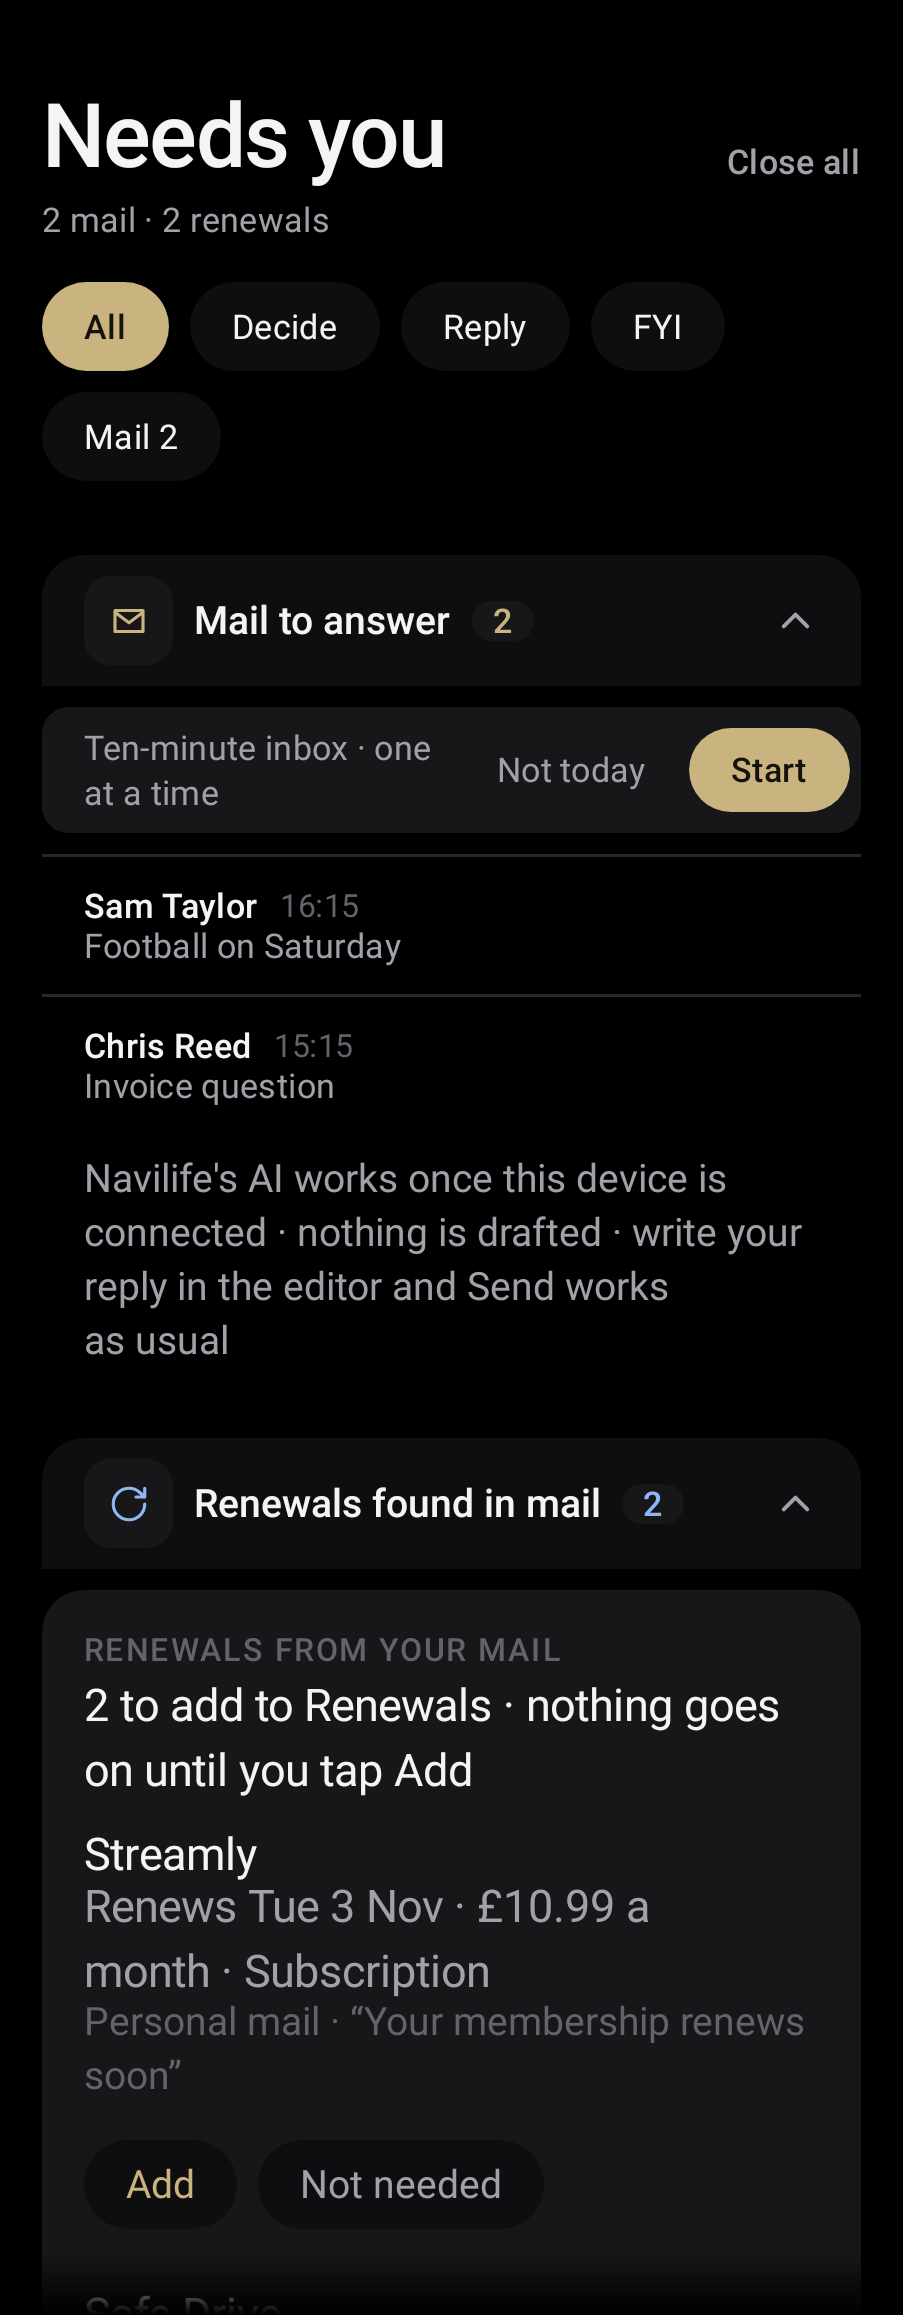 Needs you
Close all
2 mail · 2 renewals
All
Decide
Reply
FYI
Mail 2
Mail to answer 2
Ten-minute inbox · one
at a time
Not today
Start
Sam Taylor 16:15
Football on Saturday
Chris Reed 15:15
Invoice question
Navilife's AI works once this device is
connected · nothing is drafted · write your
reply in the editor and Send works
as usual
Renewals found in mail 2
RENEWALS FROM YOUR MAIL
2 to add to Renewals · nothing goes
on until you tap Add
Streamly
Renews Tue 3 Nov · £10.99 a
month · Subscription
Personal mail · “Your membership renews
soon”
Add
Not needed
Safe Drive